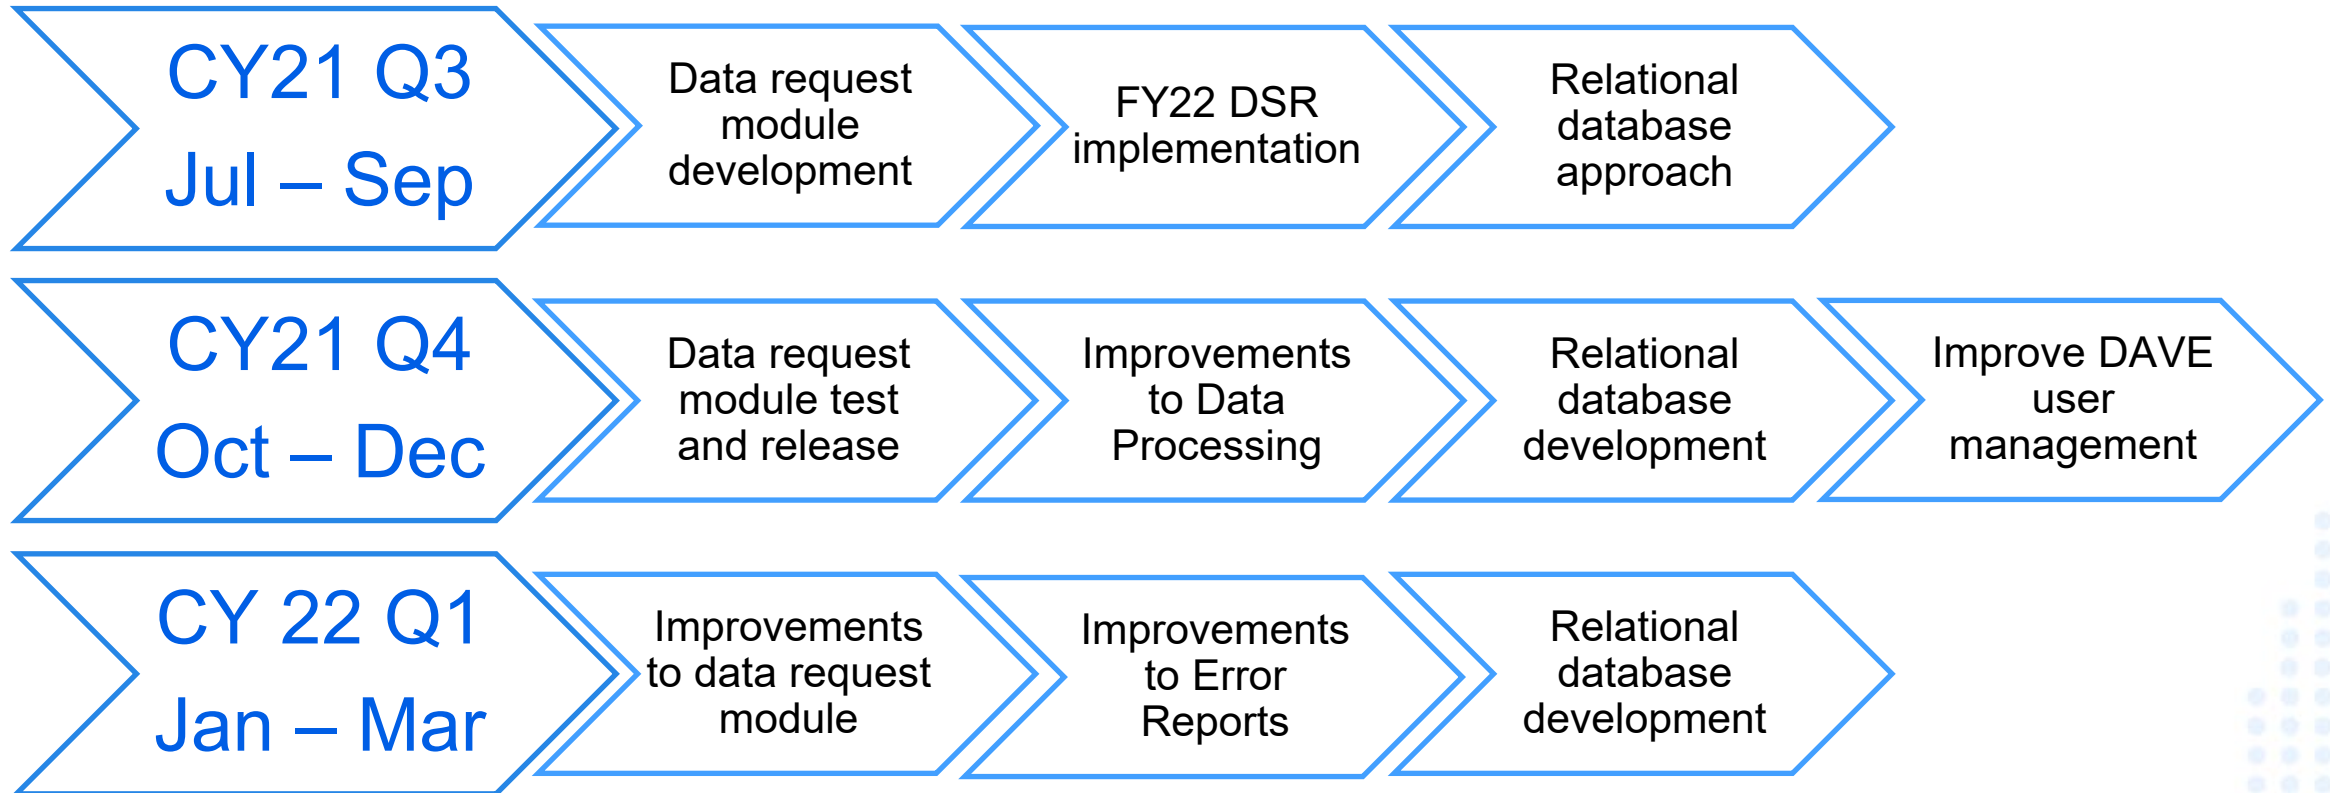 CY21 Q3
Jul – Sep
Data request
module
development
FY22 DSR
implementation
Relational
database
approach
CY21 Q4
Oct – Dec
Data request
module test
and release
Improvements
to Data
Processing
Relational
database
development
Improve DAVE
user
management
CY 22 Q1
Jan – Mar
Improvements
to data request
module
Improvements
to Error
Reports
Relational
database
development